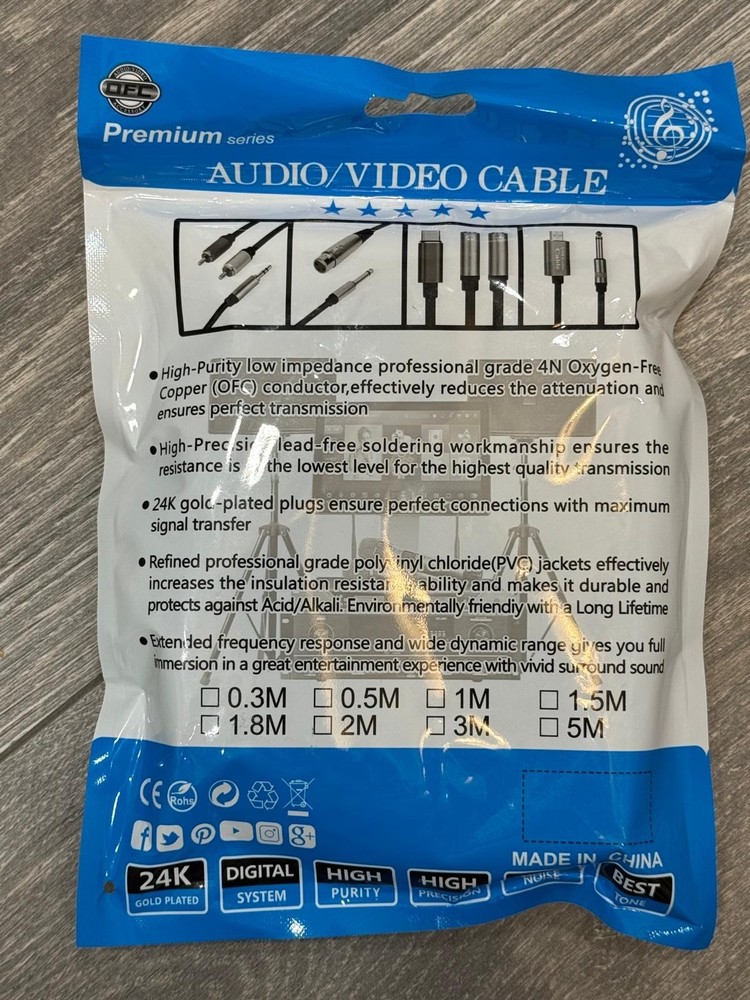 OFC
Premium series
AUDIO/VIDEO CABLE
Cable
High-Purity low impedance professional grade 4N Oxygen-Free
Copper (OFC) conductor,effectively reduces the attenuation and
ensures perfect transmission
High-Precision lead-free soldering workmanship ensures the
resistance is the lowest level for the highest quality transmission
24K gold-plated plugs ensure perfect connections with maximum
signal transfer
Refined professional grade polyvinyl chloride(PVC) jackets effectively
increases the insulation resistan ability and makes it durable and
protects against Acid/Alkali. Environmentally friendiy with a Long Lifetime
Extended frequency response and wide dynamic range gives you full
immersion in a great entertainment experience with vivid surround sound
0.3M 0.5M 1M 1.5M
1.8M 2M 3M 5M
CE Rohs
f g+
MADE IN CHINA
24K DIGITAL HIGH HIGH BEST
GOLD PLATED SYSTEM PURITY PRECISION NOISE TONE